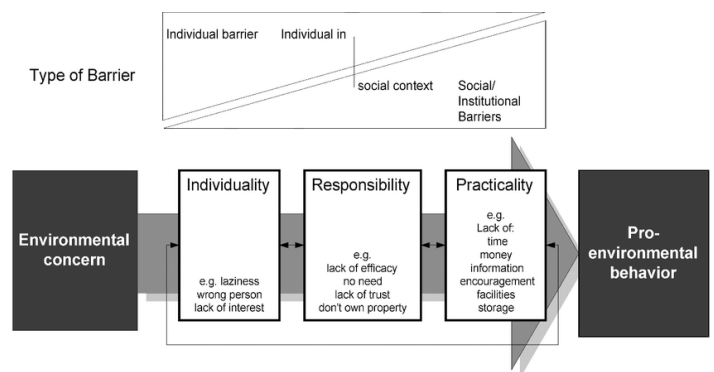 Individual barrier
Individual in
Type of Barrier
social context
Social/
Institutional
Barriers
Environmental
concern
Individuality
e.g. laziness
wrong person
lack of interest
Responsibility
e.g.
lack of efficacy
no need
lack of trust
don't own property
Practicality
e.g.
Lack of:
time
money
information
encouragement
facilities
storage
Pro-
environmental
behavior